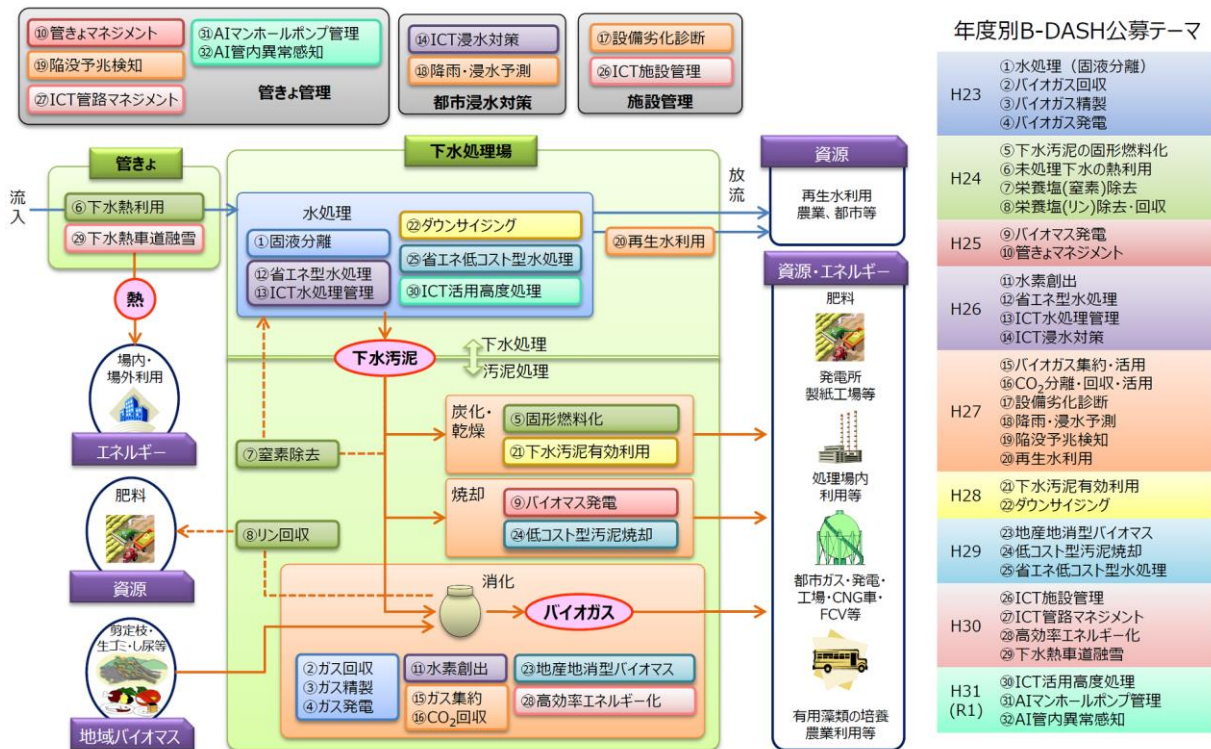 ⑩管きょマネジメント
⑲陥没予兆検知
㉗ICT管路マネジメント
㉛AIマンホールポンプ管理
㉜AI管内異常感知
管きょ管理
⑭ICT浸水対策
⑱降雨・浸水予測
都市浸水対策
⑰設備劣化診断
㉖ICT施設管理
施設管理
管きょ
流入
⑥下水熱利用
㉙下水熱車道融雪
熱
場内・
場外利用
エネルギー
肥料
資源
剪定枝・
生ゴミ・し尿等
地域バイオマス
下水処理場
水処理
①固液分離
⑫省エネ型水処理
⑬ICT水処理管理
㉒ダウンサイジング
㉕省エネ低コスト型水処理
㉚ICT活用高度処理
放流
⑳再生水利用
下水汚泥
下水処理
汚泥処理
⑦窒素除去
⑧リン回収
炭化・
乾燥
⑤固形燃料化
㉑下水汚泥有効利用
焼却
⑨バイオマス発電
㉔低コスト型汚泥焼却
消化
バイオガス
②ガス回収
③ガス精製
④ガス発電
⑪水素創出
⑮ガス集約
⑯CO₂回収
㉓地産地消型バイオマス
㉘高効率エネルギー化
資源
再生水利用
農業、都市等
資源・エネルギー
肥料
発電所
製紙工場等
処理場内
利用等
都市ガス・発電・
工場・CNG車・
FCV等
有用藻類の培養
農業利用等
年度別B-DASH公募テーマ
H23
①水処理（固液分離）
②バイオガス回収
③バイオガス精製
④バイオガス発電
H24
⑤下水汚泥の固形燃料化
⑥未処理下水の熱利用
⑦栄養塩(窒素)除去
⑧栄養塩(リン)除去・回収
H25
⑨バイオマス発電
⑩管きょマネジメント
H26
⑪水素創出
⑫省エネ型水処理
⑬ICT水処理管理
⑭ICT浸水対策
H27
⑮バイオガス集約・活用
⑯CO₂分離・回収・活用
⑰設備劣化診断
⑱降雨・浸水予測
⑲陥没予兆検知
⑳再生水利用
H28
㉑下水汚泥有効利用
㉒ダウンサイジング
H29
㉓地産地消型バイオマス
㉔低コスト型汚泥焼却
㉕省エネ低コスト型水処理
H30
㉖ICT施設管理
㉗ICT管路マネジメント
㉘高効率エネルギー化
㉙下水熱車道融雪
H31
(R1)
㉚ICT活用高度処理
㉛AIマンホールポンプ管理
㉜AI管内異常感知